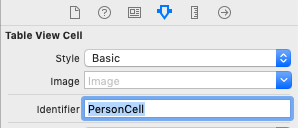 Table View Cell
Style Basic
Image Image
Identifier PersonCell